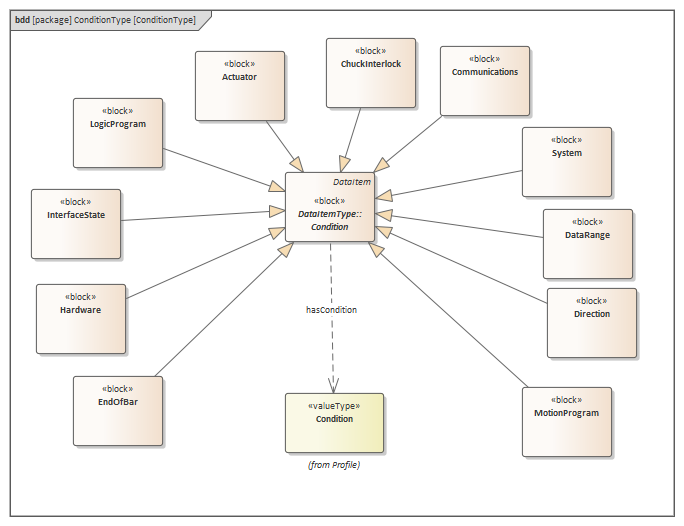 bdd [package] ConditionType [ConditionType]
«block»
ChuckInterlock
«block»
Communications
«block»
Actuator
«block»
LogicProgram
«block»
System
DataItem
«block»
DataItemType::
Condition
«block»
InterfaceState
«block»
DataRange
«block»
Hardware
«block»
Direction
hasCondition
«block»
EndOfBar
«valueType»
Condition
«block»
MotionProgram
(from Profile)